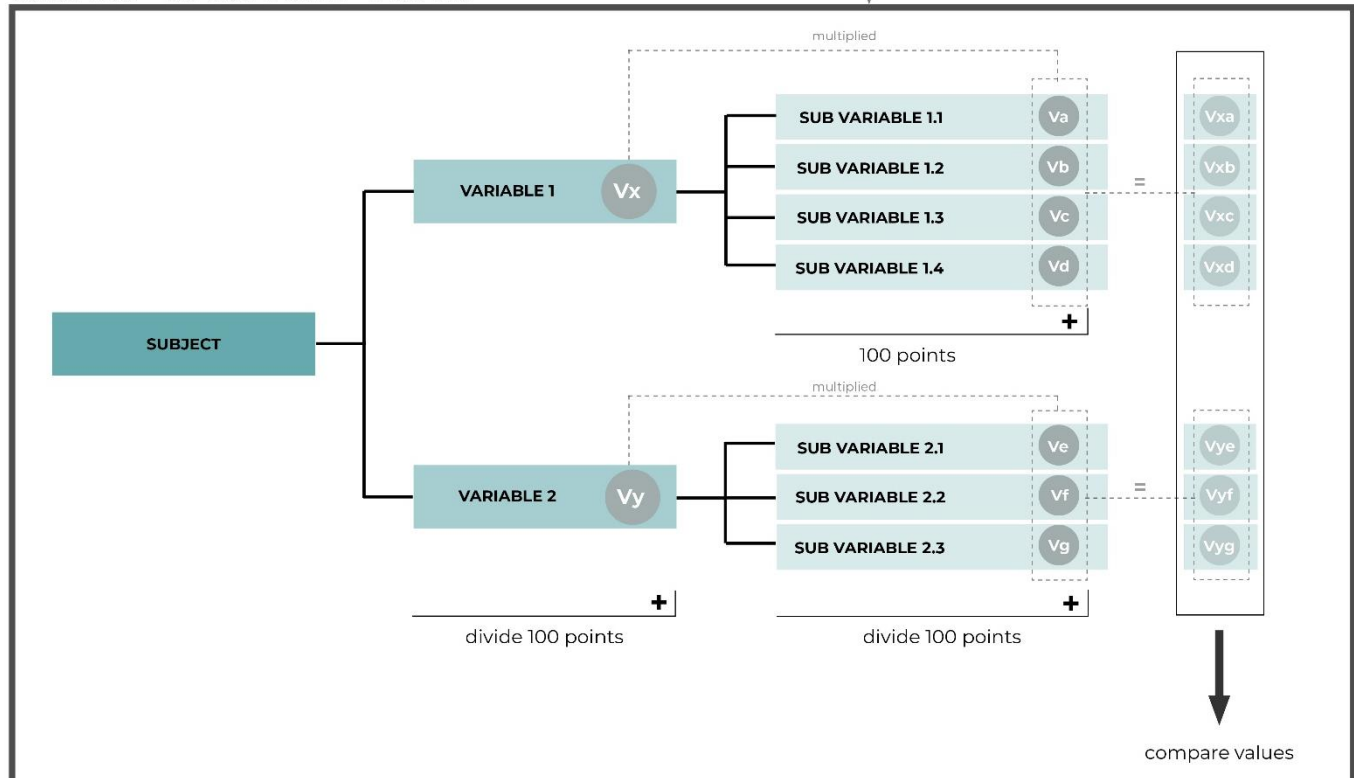 multiplied
SUB VARIABLE 1.1 Va Vxa
SUB VARIABLE 1.2 Vb Vxb
VARIABLE 1 Vx =
SUB VARIABLE 1.3 Vc Vxc
SUB VARIABLE 1.4 Vd Vxd
+
SUBJECT
100 points
multiplied
SUB VARIABLE 2.1 Ve Vye
VARIABLE 2 Vy SUB VARIABLE 2.2 Vf = Vyf
SUB VARIABLE 2.3 Vg Vyg
+ +
divide 100 points divide 100 points
compare values